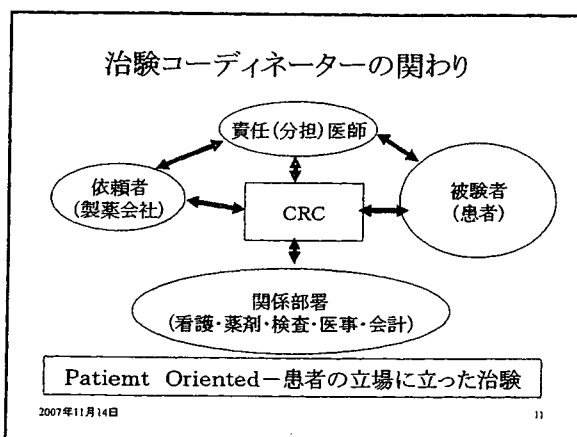 治験コーディネーターの関わり
責任(分担)医師
依頼者
(製薬会社)
CRC
被験者
(患者)
関係部署
(看護・薬剤・検査・医事・会計)
Patiemt Oriented－患者の立場に立った治験
2007年11月14日
11